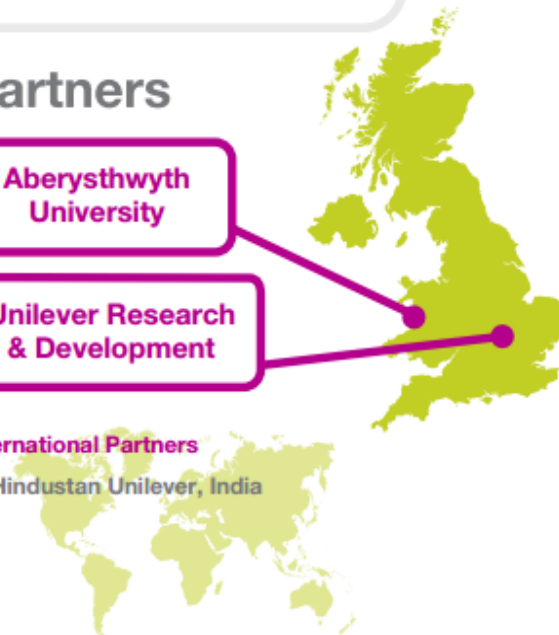 artners
Aberysthwyth
University
Unilever Research
& Development
ernational Partners
Hindustan Unilever, India